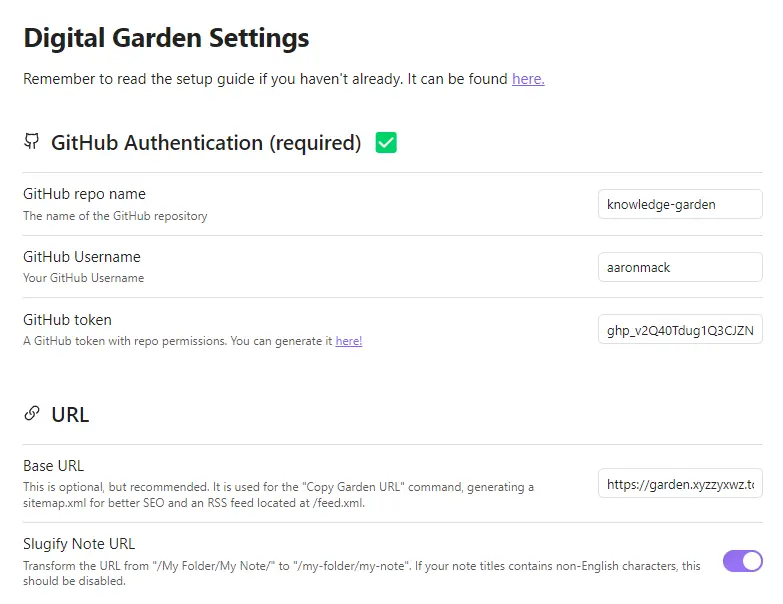 Digital Garden Settings
Remember to read the setup guide if you haven't already. It can be found here.
GitHub Authentication (required)
GitHub repo name
The name of the GitHub repository
knowledge-garden
GitHub Username
Your GitHub Username
aaronmack
GitHub token
A GitHub token with repo permissions. You can generate it here!
ghp_v2Q40Tdug1Q3CJZN
URL
Base URL
This is optional, but recommended. It is used for the "Copy Garden URL" command, generating a
sitemap.xml for better SEO and an RSS feed located at /feed.xml.
https://garden.xyzzyxwz.to
Slugify Note URL
Transform the URL from "/My Folder/My Note/" to "/my-folder/my-note". If your note titles contains non-English characters, this
should be disabled.